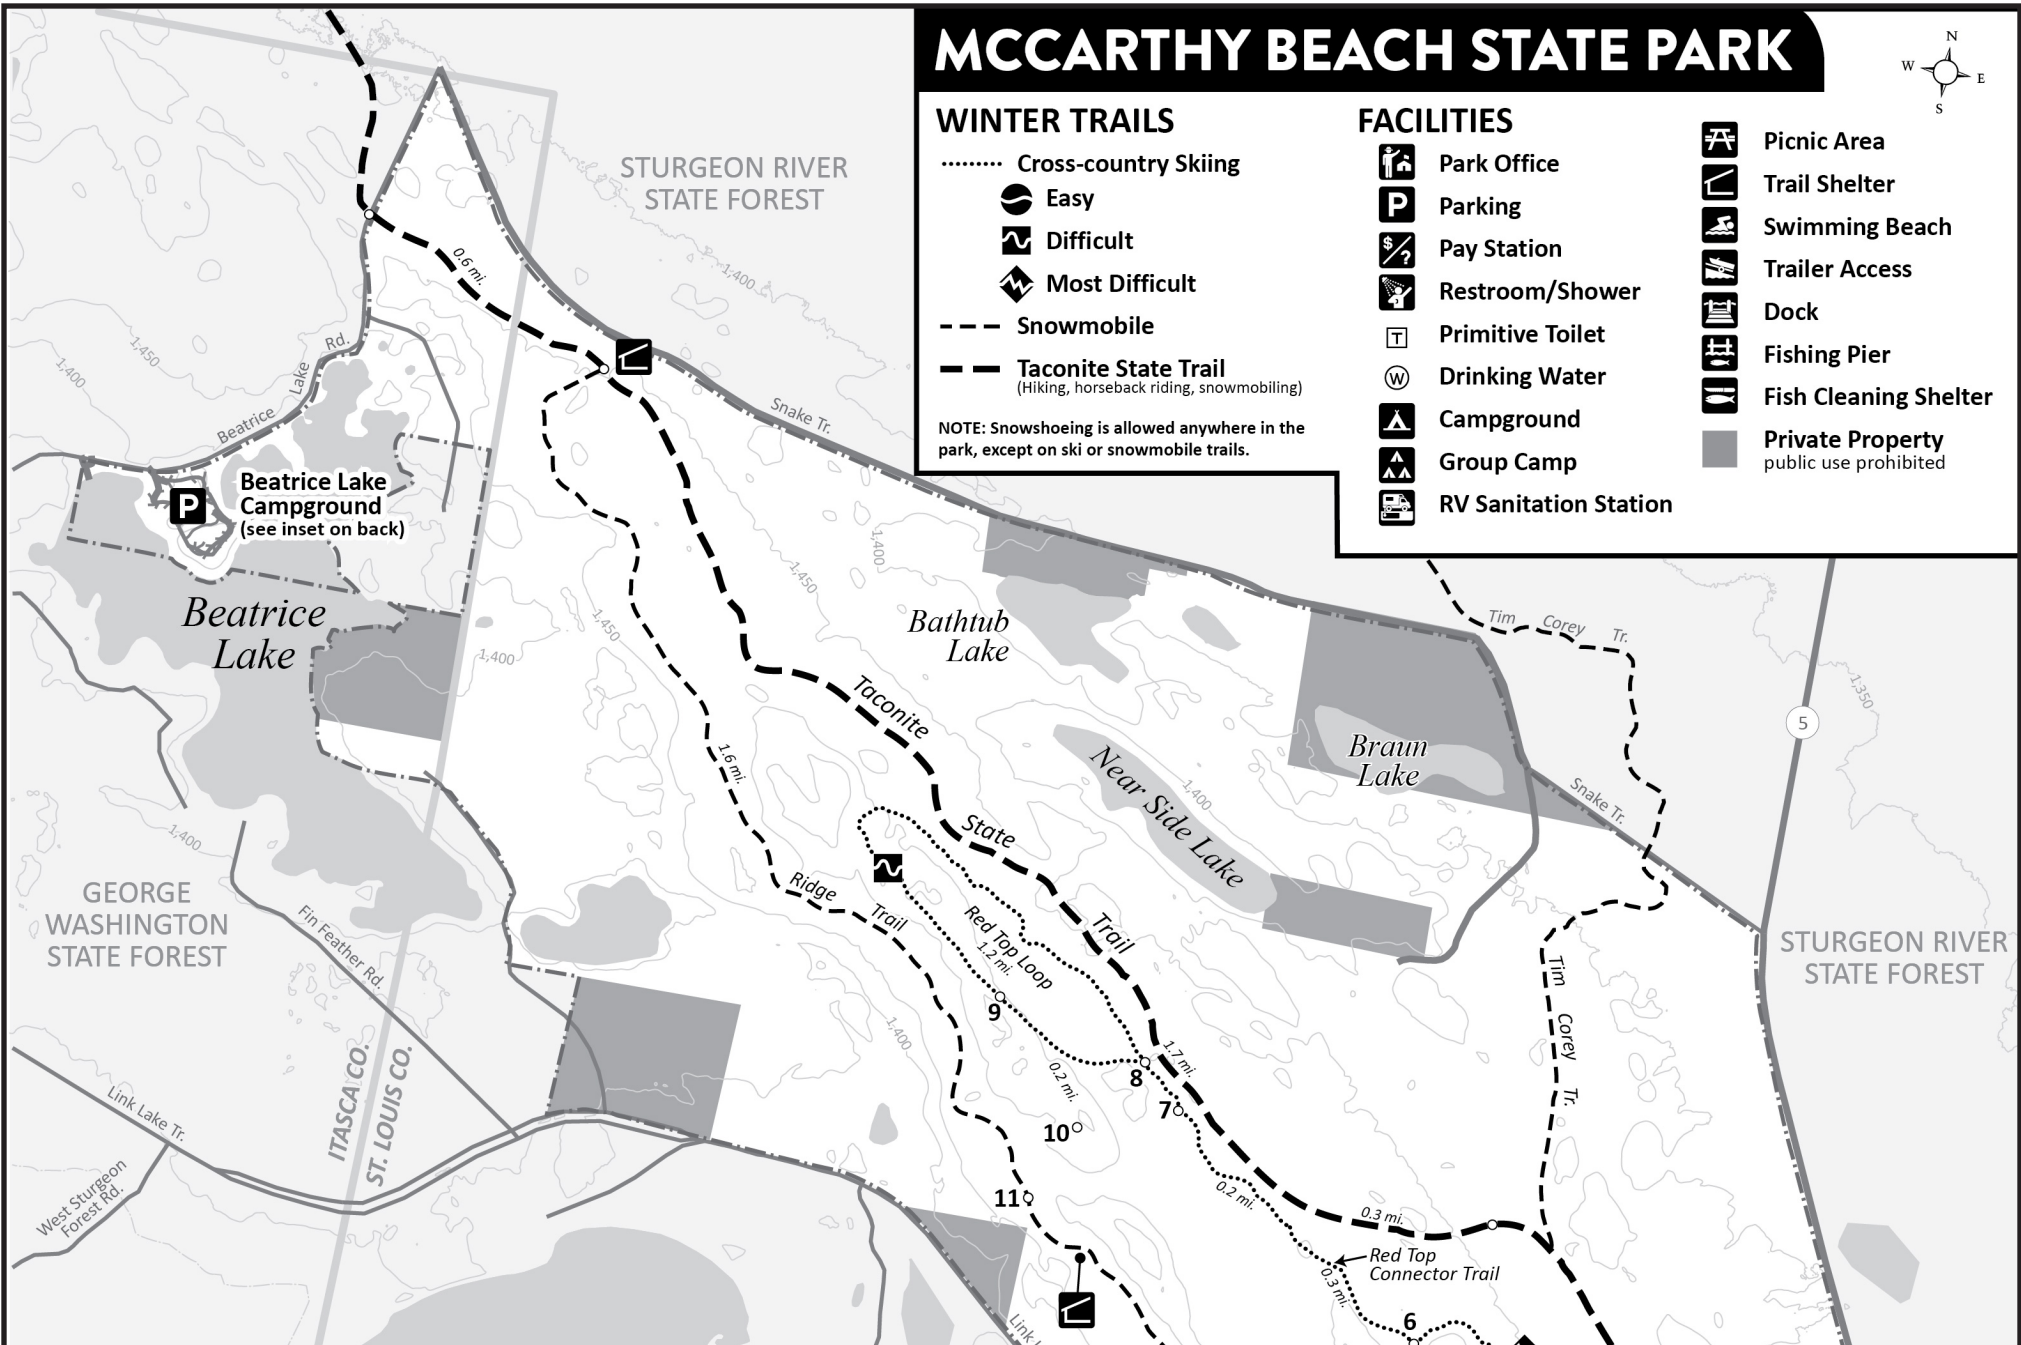 MCCARTHY BEACH STATE PARK
N
W
E
S
WINTER TRAILS
Cross-country Skiing
Easy
Difficult
Most Difficult
Snowmobile
Taconite State Trail
(Hiking, horseback riding, snowmobiling)
NOTE: Snowshoeing is allowed anywhere in the
park, except on ski or snowmobile trails.
FACILITIES
Park Office
P
Parking
$/?
Pay Station
Restroom/Shower
T
Primitive Toilet
W
Drinking Water
Campground
Group Camp
RV Sanitation Station
Picnic Area
Trail Shelter
Swimming Beach
Trailer Access
Dock
Fishing Pier
Fish Cleaning Shelter
Private Property
public use prohibited
STURGEON RIVER
STATE FOREST
0.6 mi.
1,400
1,450
1,400
Beatrice Lake Rd.
Snake Tr.
P
Beatrice Lake
Campground
(see inset on back)
Beatrice
Lake
1,400
1,450
1,450
1,400
Bathtub
Lake
Tim Corey Tr.
1,350
5
Taconite State Trail
1.6 mi.
Near Side Lake
1,400
Braun
Lake
Snake Tr.
1,400
GEORGE
WASHINGTON
STATE FOREST
Fin Feather Rd.
Ridge Trail
Red Top Loop
1.2 mi.
9
STURGEON RIVER
STATE FOREST
Tim Corey Tr.
1,400
ITASCA CO.
ST. LOUIS CO.
Link Lake Tr.
West Sturgeon
Forest Rd.
0.2 mi.
8
1.7 mi.
7
10
11
0.2 mi.
0.3 mi.
Red Top
Connector Trail
0.3 mi.
6
Link